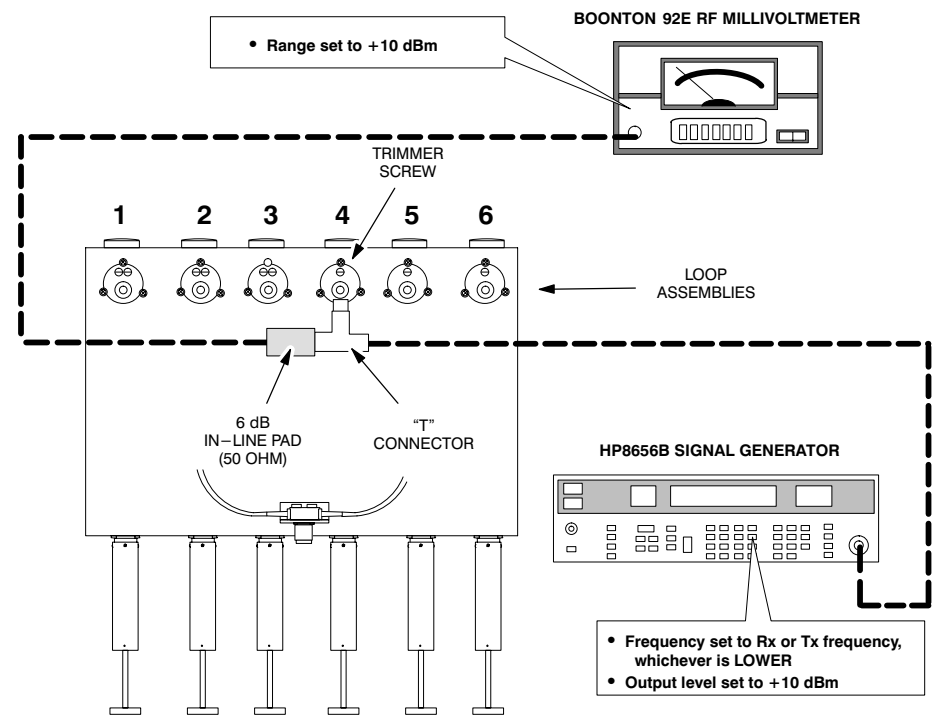 BOONTON 92E RF MILLIVOLTMETER
• Range set to +10 dBm
TRIMMER
SCREW
1 2 3 4 5 6
LOOP
ASSEMBLIES
6 dB
IN−LINE PAD
(50 OHM)
“T”
CONNECTOR
HP8656B SIGNAL GENERATOR
• Frequency set to Rx or Tx frequency,
whichever is LOWER
• Output level set to +10 dBm